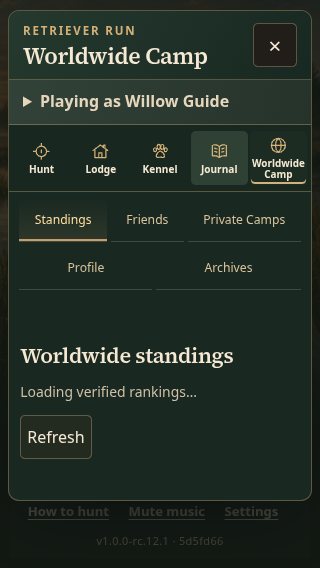 RETRIEVER RUN
Worldwide Camp
Playing as Willow Guide
Hunt
Lodge
Kennel
Journal
Worldwide
Camp
Standings
Friends
Private Camps
Profile
Archives
Worldwide standings
Loading verified rankings...
Refresh
How to hunt
Mute music
Settings
v1.0.0-rc.12.1 · 5d5fd66